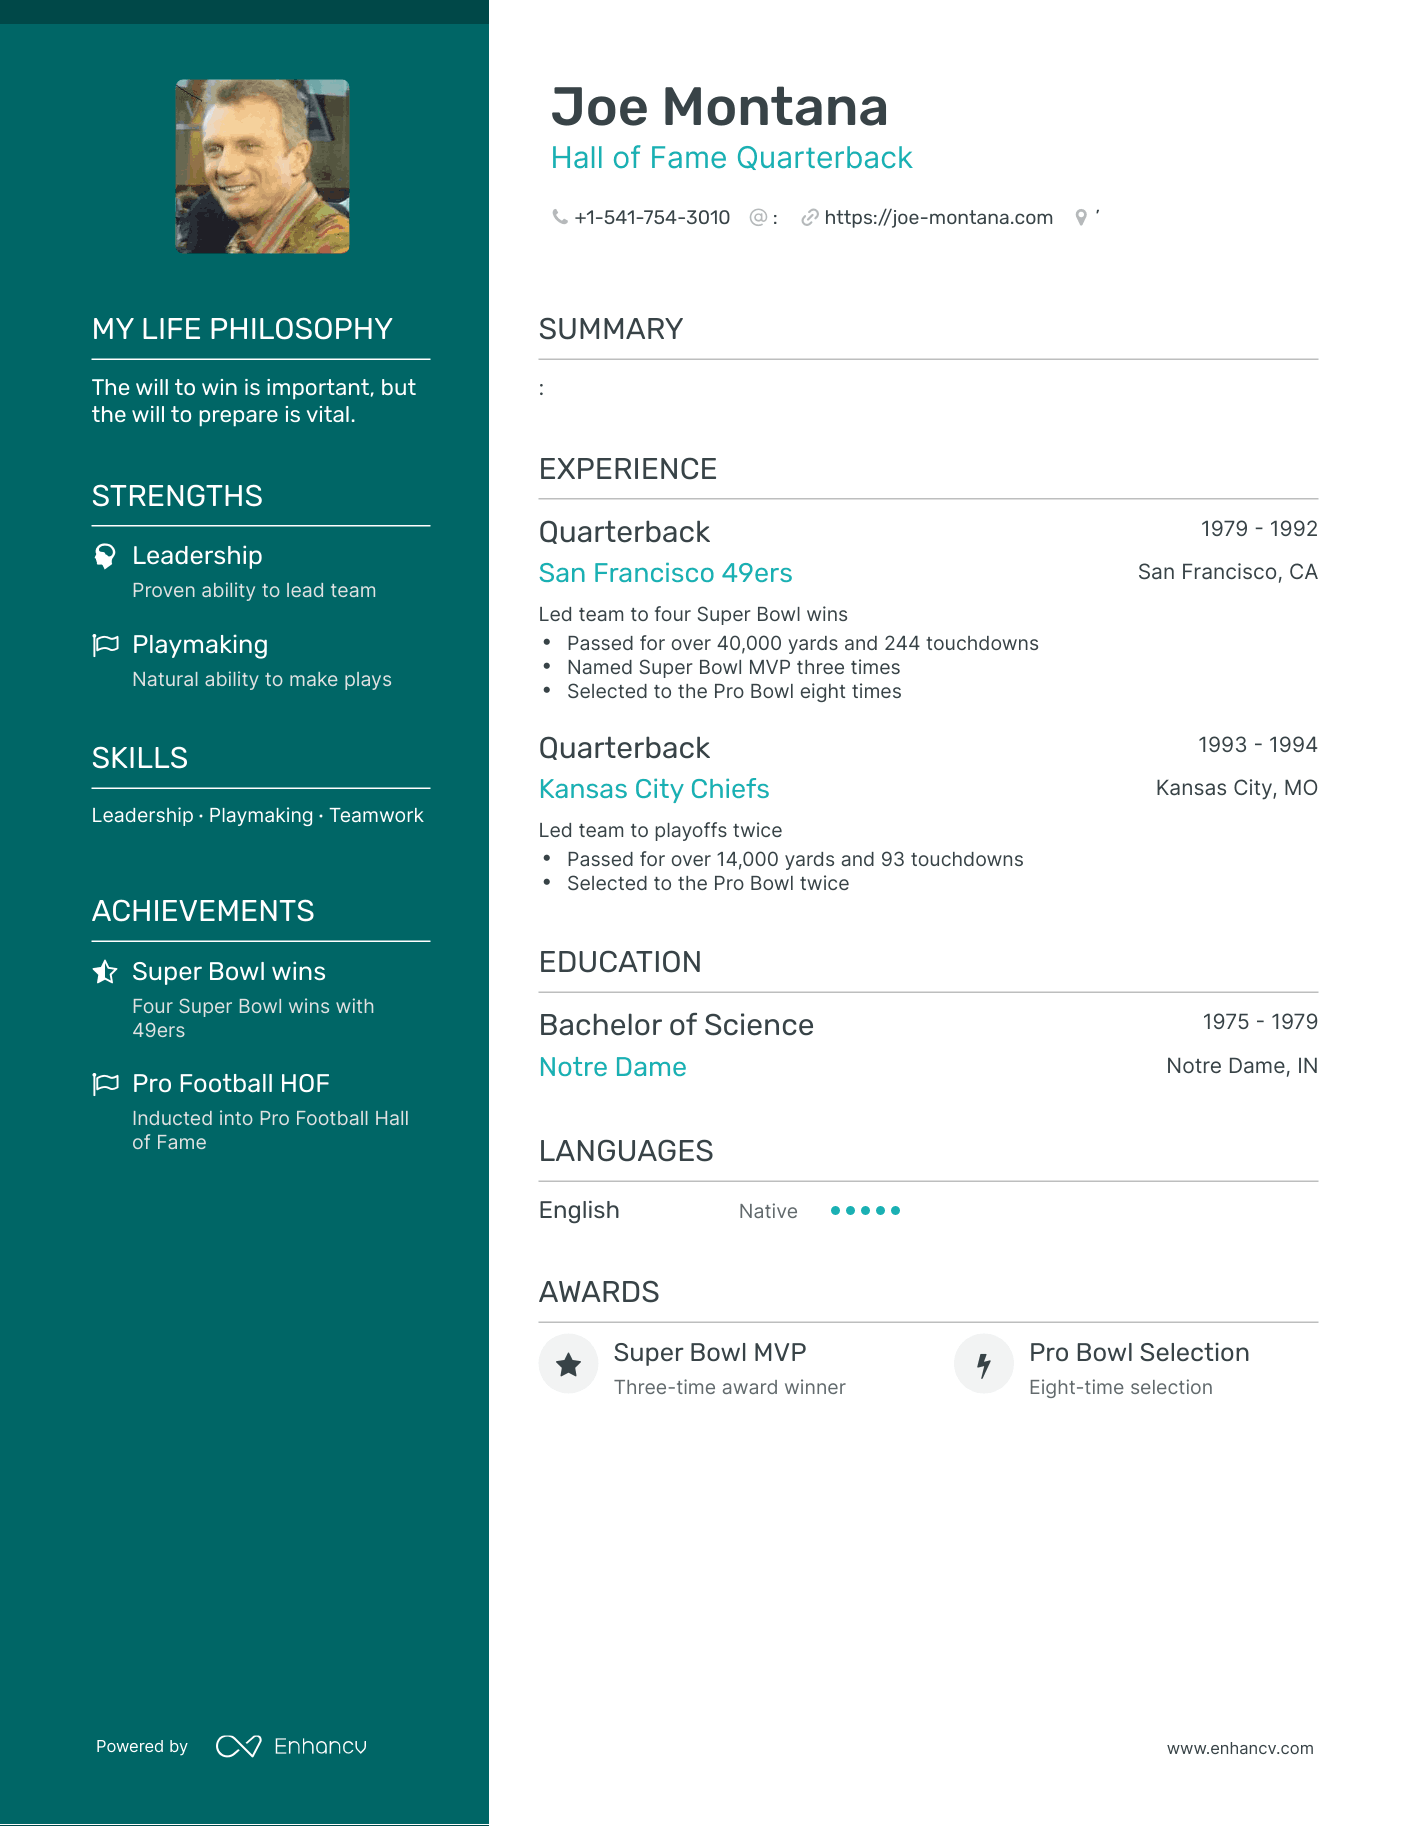 Joe Montana
Hall of Fame Quarterback
+1-541-754-3010 @ : https://joe-montana.com ’
MY LIFE PHILOSOPHY
The will to win is important, but
the will to prepare is vital.
STRENGTHS
Leadership
Proven ability to lead team
Playmaking
Natural ability to make plays
SKILLS
Leadership · Playmaking · Teamwork
ACHIEVEMENTS
Super Bowl wins
Four Super Bowl wins with
49ers
Pro Football HOF
Inducted into Pro Football Hall
of Fame
SUMMARY
:
EXPERIENCE
Quarterback 1979 - 1992
San Francisco 49ers San Francisco, CA
Led team to four Super Bowl wins
• Passed for over 40,000 yards and 244 touchdowns
• Named Super Bowl MVP three times
• Selected to the Pro Bowl eight times
Quarterback 1993 - 1994
Kansas City Chiefs Kansas City, MO
Led team to playoffs twice
• Passed for over 14,000 yards and 93 touchdowns
• Selected to the Pro Bowl twice
EDUCATION
Bachelor of Science 1975 - 1979
Notre Dame Notre Dame, IN
LANGUAGES
English Native
AWARDS
Super Bowl MVP Pro Bowl Selection
Three-time award winner Eight-time selection
Powered by Enhancv www.enhancv.com